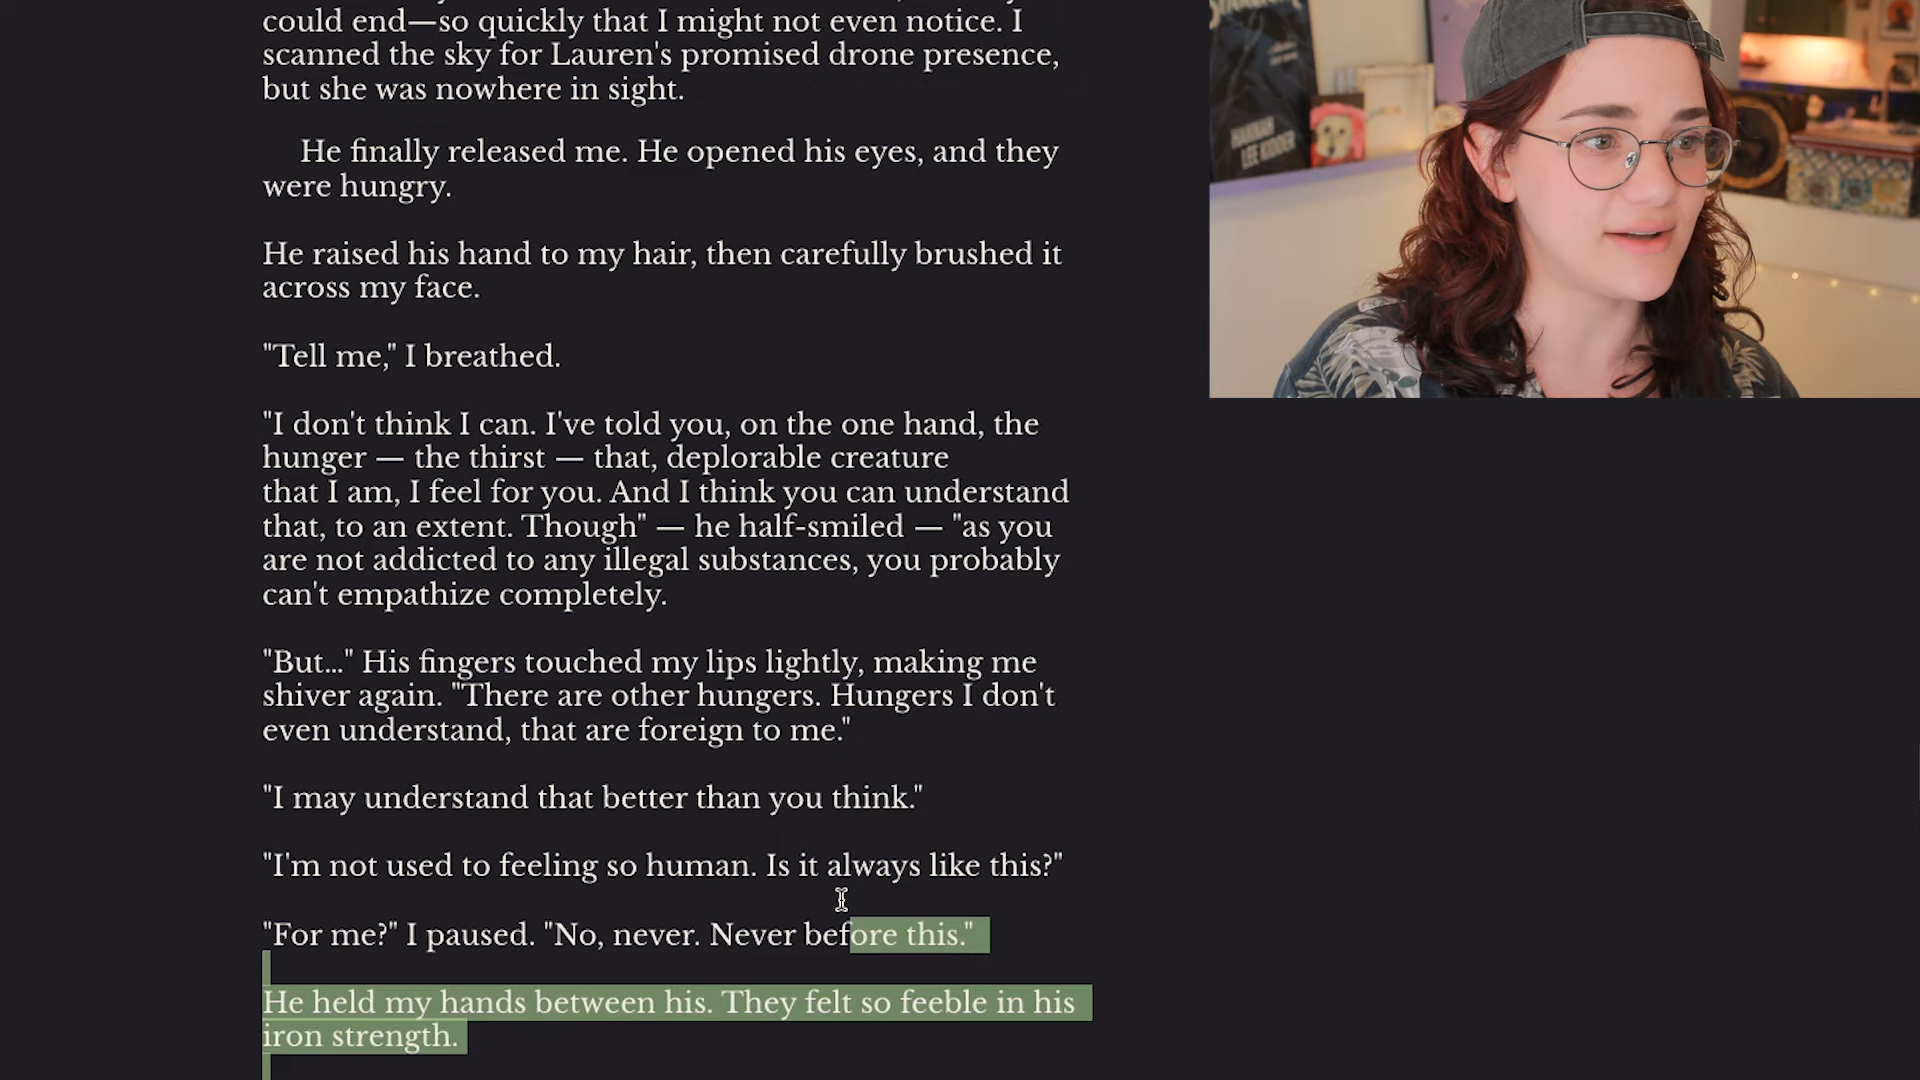 could end—so quickly that I might not even notice. I
scanned the sky for Lauren's promised drone presence,
but she was nowhere in sight.
He finally released me. He opened his eyes, and they
were hungry.
He raised his hand to my hair, then carefully brushed it
across my face.
"Tell me," I breathed.
"I don't think I can. I've told you, on the one hand, the
hunger — the thirst — that, deplorable creature
that I am, I feel for you. And I think you can understand
that, to an extent. Though" — he half-smiled — "as you
are not addicted to any illegal substances, you probably
can't empathize completely.
"But…" His fingers touched my lips lightly, making me
shiver again. "There are other hungers. Hungers I don't
even understand, that are foreign to me."
"I may understand that better than you think."
"I'm not used to feeling so human. Is it always like this?"
"For me?" I paused. "No, never. Never before this."
He held my hands between his. They felt so feeble in his
iron strength.
HANNAH
LEE KIDDER